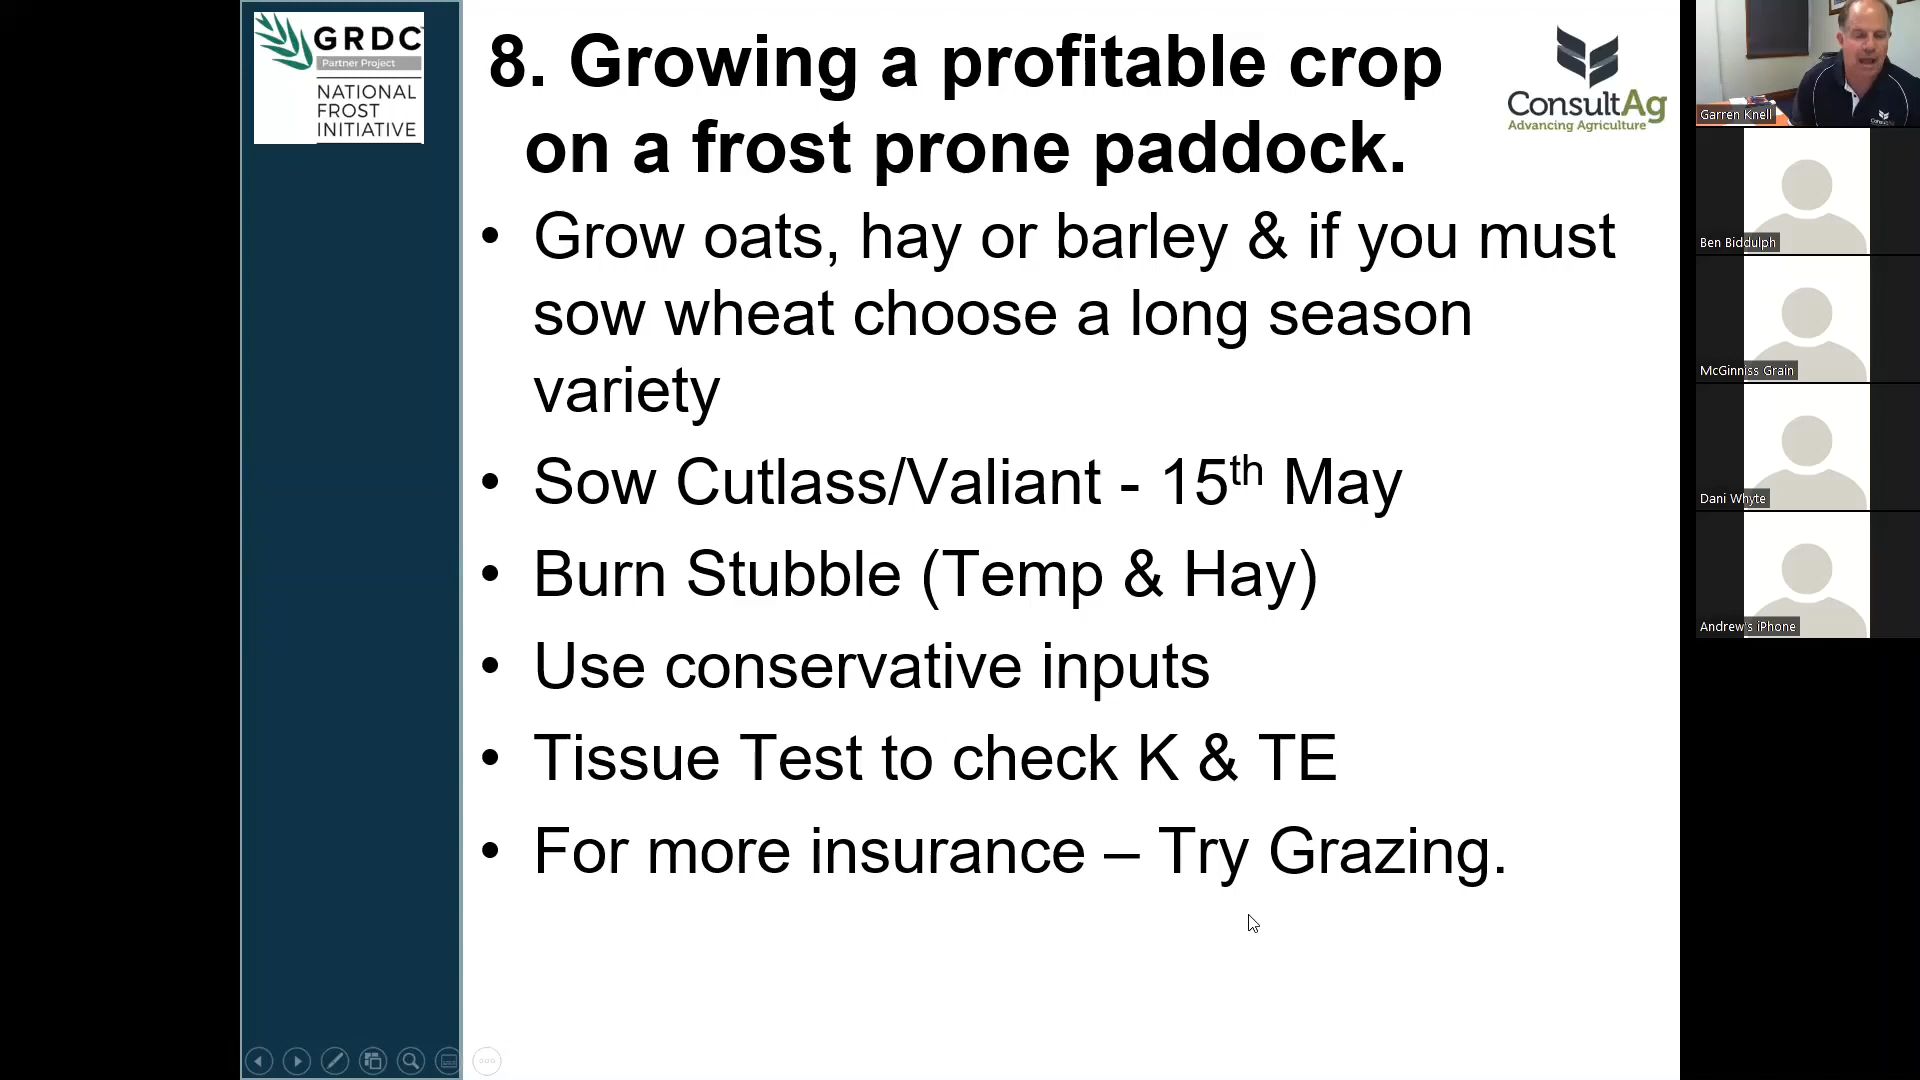 GRDC
Partner Project
NATIONAL
FROST
INITIATIVE
8. Growing a profitable crop
on a frost prone paddock.
ConsultAg
Advancing Agriculture
• Grow oats, hay or barley & if you must
sow wheat choose a long season
variety
• Sow Cutlass/Valiant - 15th May
• Burn Stubble (Temp & Hay)
• Use conservative inputs
• Tissue Test to check K & TE
• For more insurance – Try Grazing.
Garren Knell
Ben Biddulph
McGinniss Grain
Dani Whyte
Andrew's iPhone